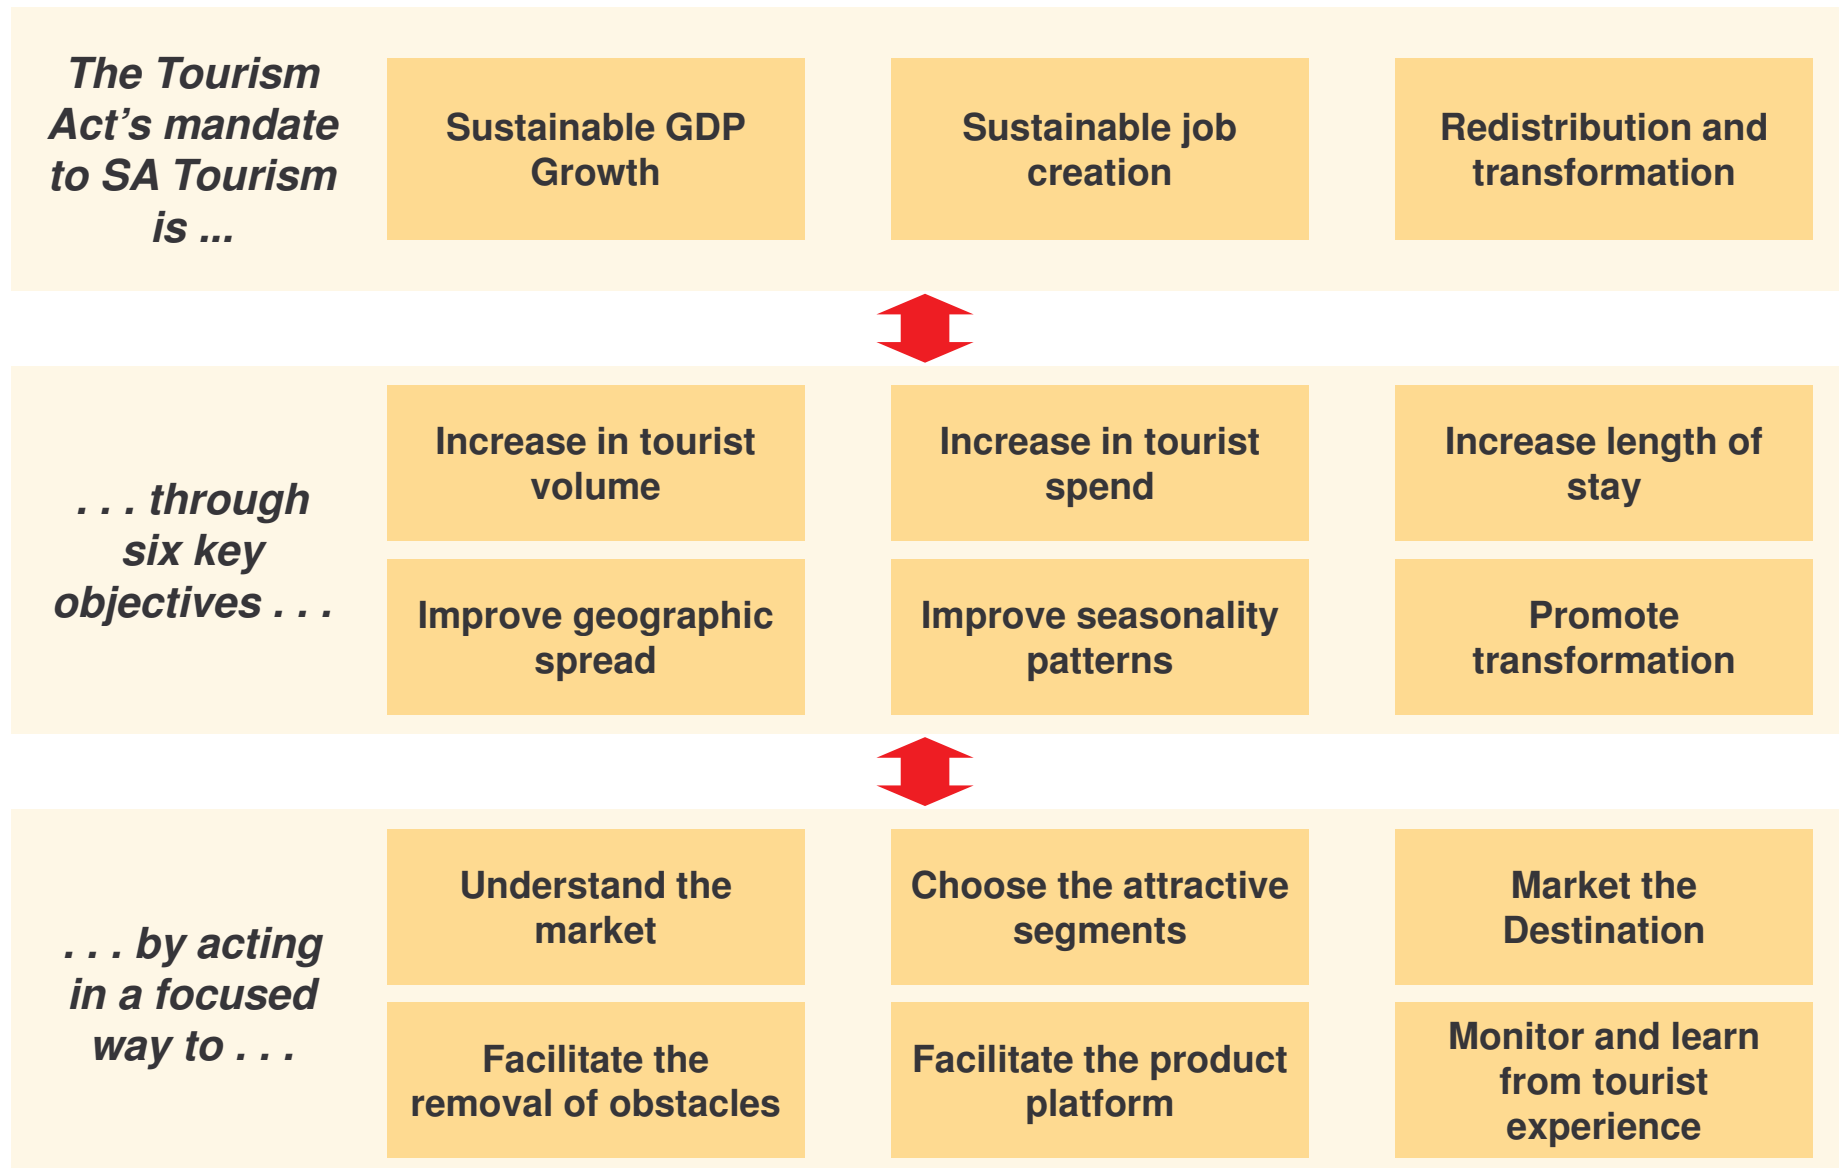 The Tourism
Act’s mandate
to SA Tourism
is ...
Sustainable GDP
Growth
Sustainable job
creation
Redistribution and
transformation
. . . through
six key
objectives . . .
Increase in tourist
volume
Increase in tourist
spend
Increase length of
stay
Improve geographic
spread
Improve seasonality
patterns
Promote
transformation
. . . by acting
in a focused
way to . . .
Understand the
market
Choose the attractive
segments
Market the
Destination
Facilitate the
removal of obstacles
Facilitate the product
platform
Monitor and learn
from tourist
experience